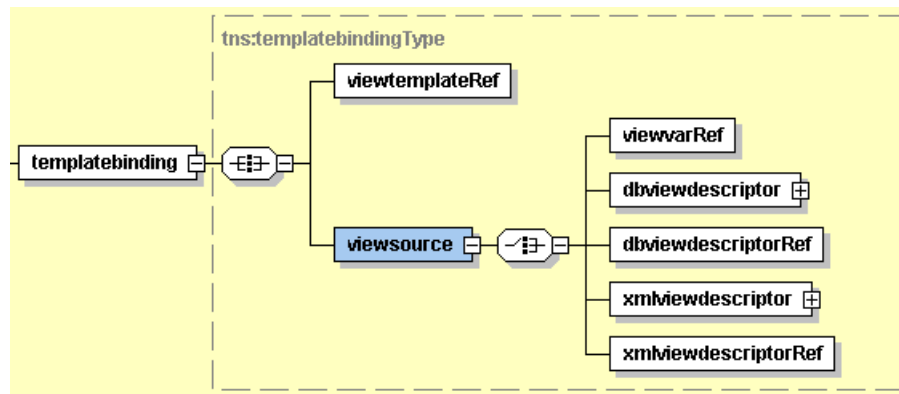 tns:templatebindingType
viewtemplateRef
templatebinding
viewsource
viewvarRef
dbviewdescriptor
dbviewdescriptorRef
xmlviewdescriptor
xmlviewdescriptorRef